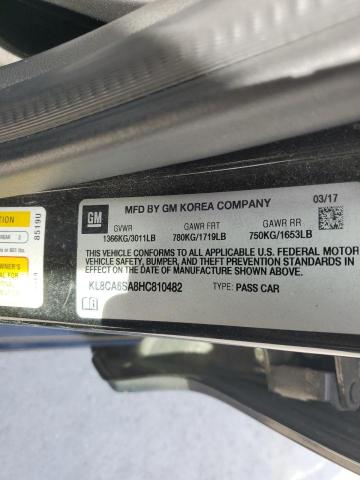 MFD BY GM KOREA COMPANY
03/17
GM
GVWR GAWR FRT GAWR RR
1366KG/3011LB 780KG/1719LB 750KG/1653LB
THIS VEHICLE CONFORMS TO ALL APPLICABLE U.S. FEDERAL MOTOR
VEHICLE SAFETY, BUMPER, AND THEFT PREVENTION STANDARDS IN
EFFECT ON THE DATE OF MANUFACTURE SHOWN ABOVE.
KL8CA6SA8HC810482 TYPE: PASS CAR
8519U